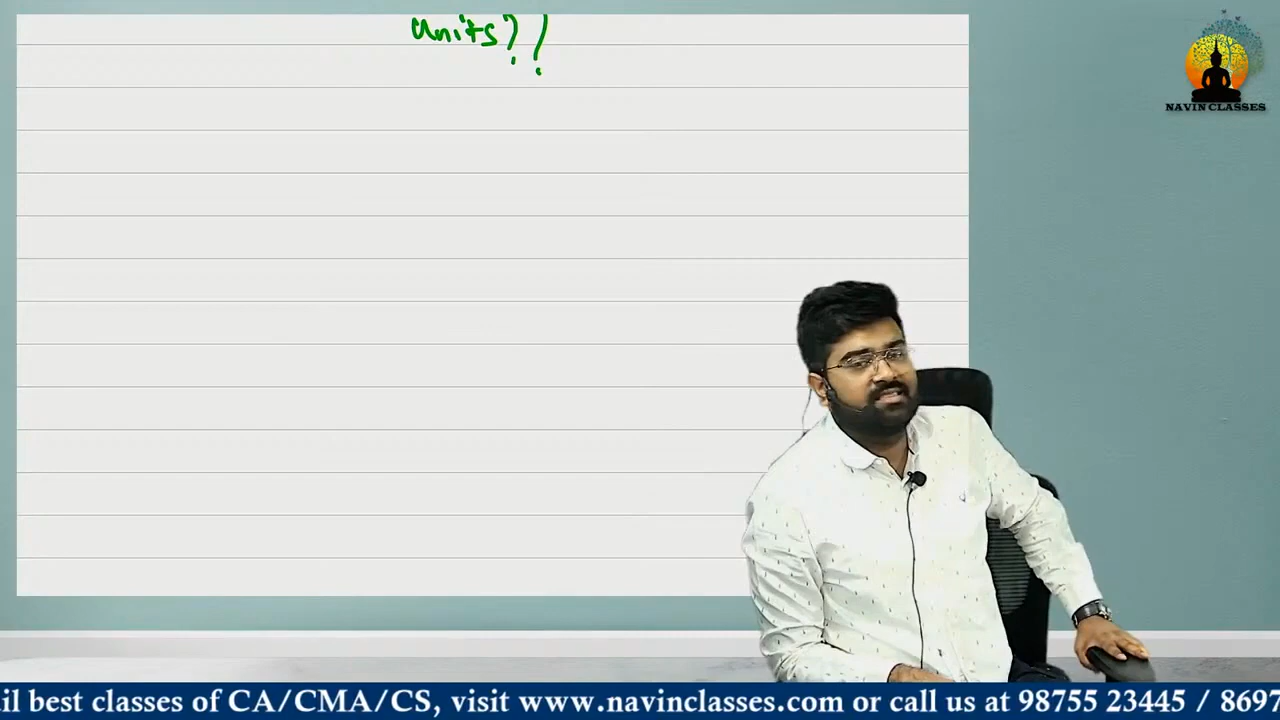 Units??
NAVIN CLASSES
il best classes of CA/CMA/CS, visit www.navinclasses.com or call us at 98755 23445 / 8697